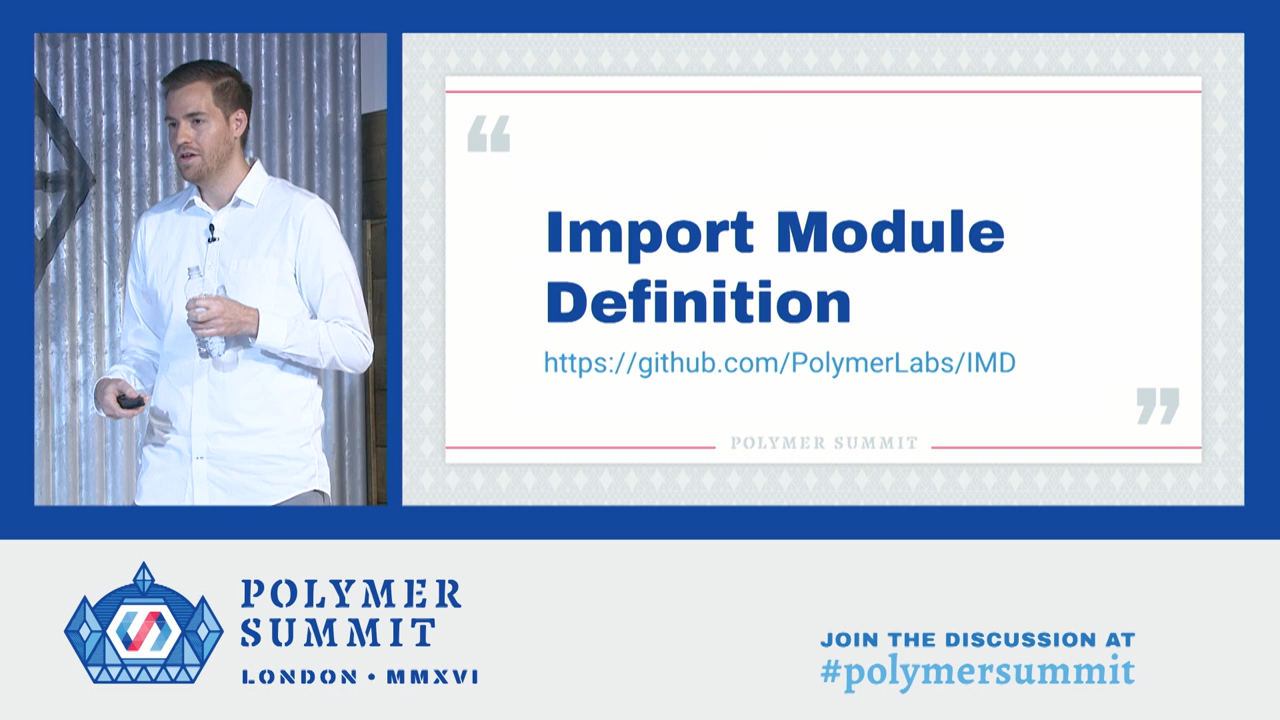 “
Import Module
Definition
https://github.com/PolymerLabs/IMD
”
POLYMER SUMMIT
POLYMER
SUMMIT
LONDON • MMXVI
JOIN THE DISCUSSION AT
#polymersummit